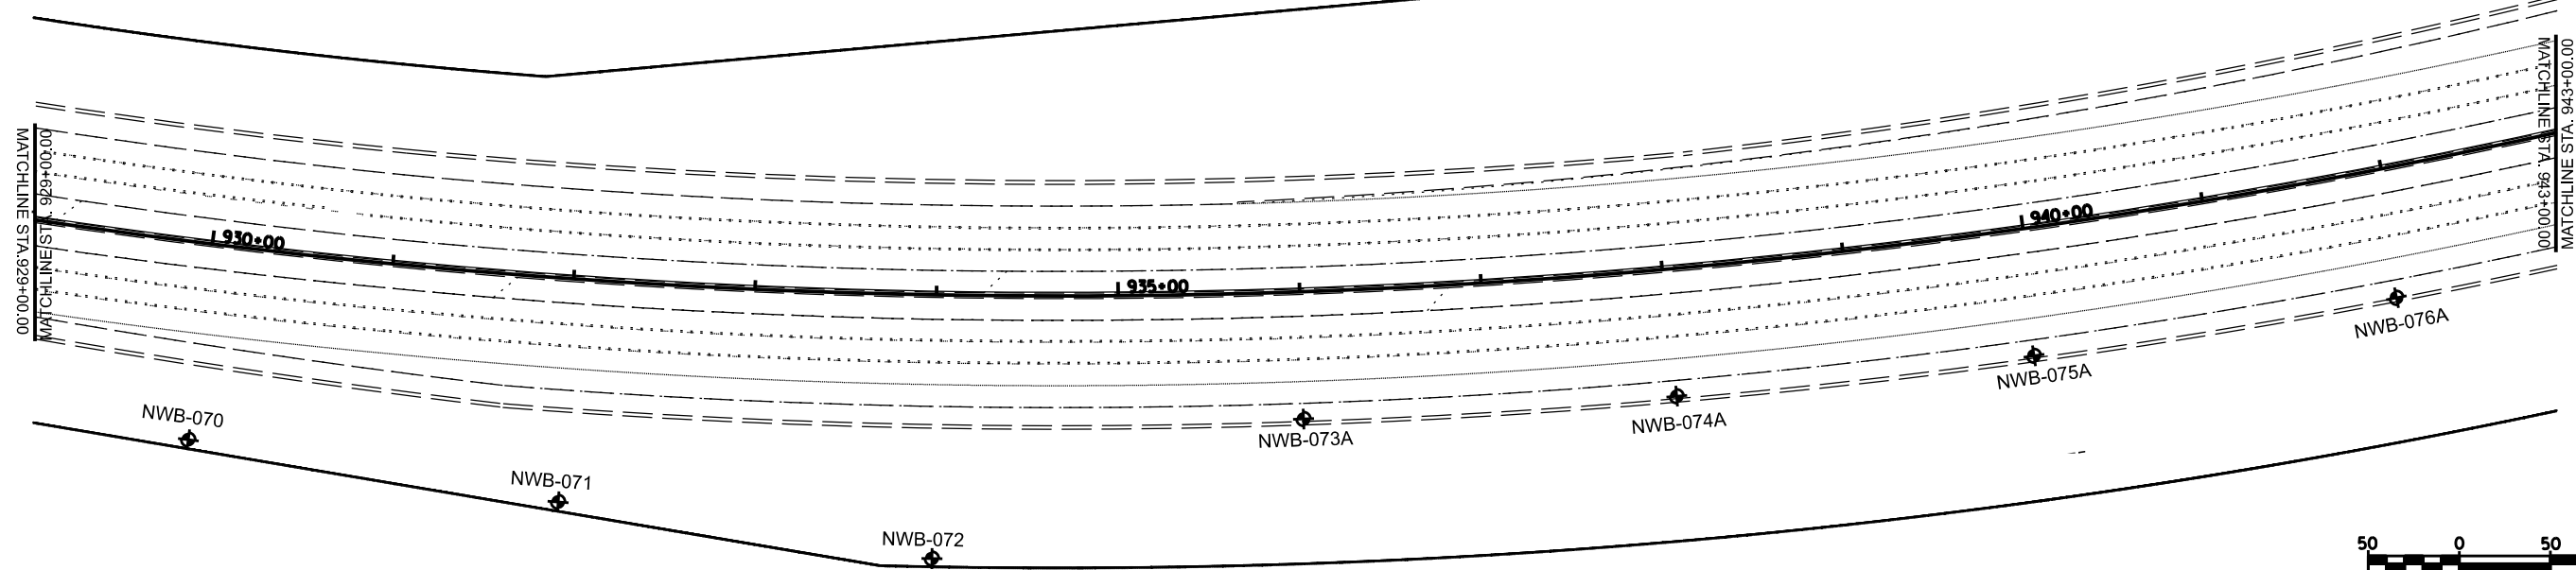 MATCHLINE STA. 929+00.00
MATCHLINE STA. 929+00.00
930+00
935+00
940+00
MATCHLINE STA. 943+00.00
MATCHLINE STA. 943+00.00
NWB-070
NWB-071
NWB-072
NWB-073A
NWB-074A
NWB-075A
NWB-076A
50 0 50